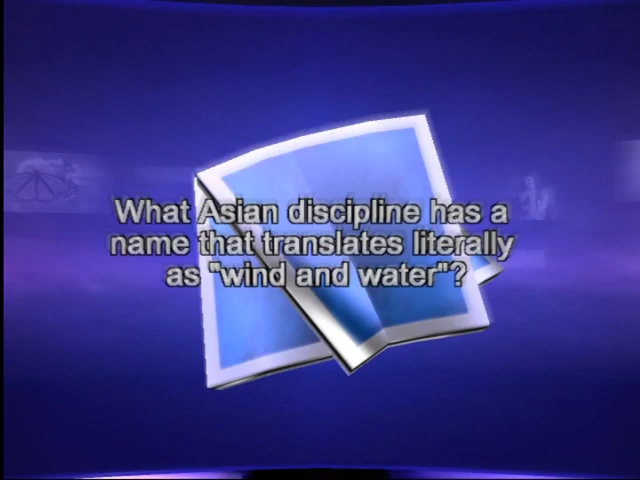 What Asian discipline has a
name that translates literally
as "wind and water"?